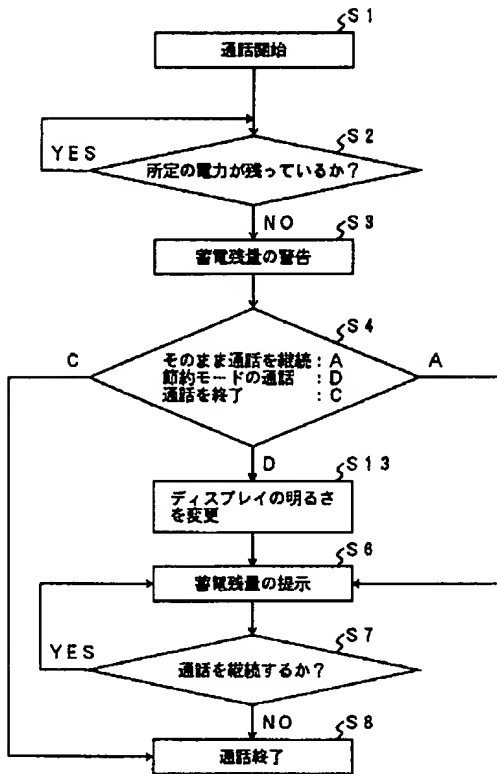 S1
通話開始
S2
YES
所定の電力が残っているか?
NO
S3
蓄電残量の警告
S4
C
A
そのまま通話を継続:A
節約モードの通話 :D
通話を終了 :C
D
S13
ディスプレイの明るさ
を変更
S6
蓄電残量の提示
S7
YES
通話を継続するか?
NO
S8
通話終了